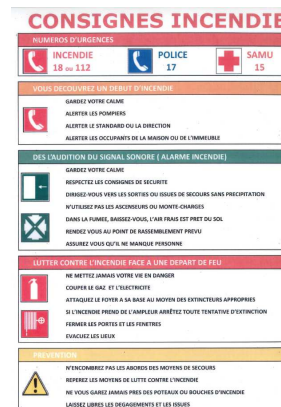 CONSIGNES INCENDIE
NUMEROS D'URGENCES
INCENDIE
18 ou 112
POLICE
17
SAMU
15
VOUS DECOUVREZ UN DEBUT D'INCENDIE
GARDEZ VOTRE CALME
ALERTER LES POMPIERS
ALERTER LE STANDARD OU LA DIRECTION
ALERTER LES OCCUPANTS DE LA MAISON OU DE L'IMMEUBLE
DES L'AUDITION DU SIGNAL SONORE ( ALARME INCENDIE)
GARDEZ VOTRE CALME
RESPECTEZ LES CONSIGNES DE SECURITE
DIRIGEZ-VOUS VERS LES SORTIES OU ISSUES DE SECOURS SANS PRECIPITATION
N'UTILISEZ PAS LES ASCENSEURS OU MONTE-CHARGES
DANS LA FUMEE, BAISSEZ-VOUS, L'AIR FRAIS EST PRET DU SOL
RENDEZ VOUS AU POINT DE RASSEMBLEMENT PREVU
ASSUREZ VOUS QU'IL NE MANQUE PERSONNE
LUTTER CONTRE L'INCENDIE FACE A UNE DEPART DE FEU
NE METTEZ JAMAIS VOTRE VIE EN DANGER
COUPER LE GAZ ET L'ELECTRICITE
ATTAQUEZ LE FOYER A SA BASE AU MOYEN DES EXTINCTEURS APPROPRIES
SI L'INCENDIE PREND DE L'AMPLEUR ARRÊTEZ TOUTE TENTATIVE D'EXTINCTION
FERMER LES PORTES ET LES FENETRES
EVACUEZ LES LIEUX
PREVENTION
N'ENCOMBREZ PAS LES ABORDS DES MOYENS DE SECOURS
REPEREZ LES MOYENS DE LUTTE CONTRE L'INCENDIE
NE VOUS GAREZ JAMAIS PRES DES POTEAUX OU BOUCHES D'INCENDIE
LAISSEZ LIBRES LES DEGAGEMENTS ET LES ISSUES